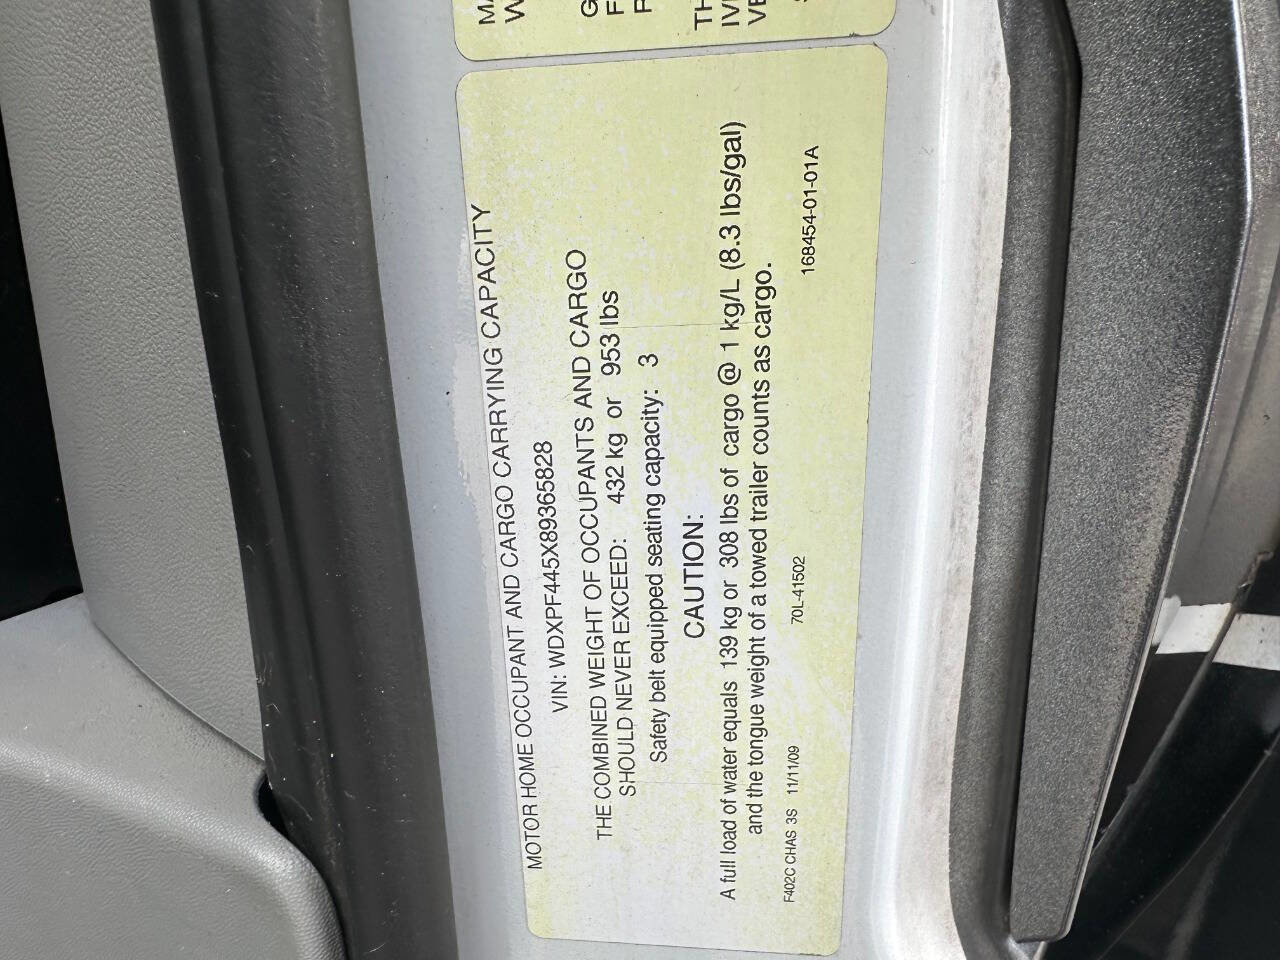 MOTOR HOME OCCUPANT AND CARGO CARRYING CAPACITY
VIN: WDXPF445X89365828
THE COMBINED WEIGHT OF OCCUPANTS AND CARGO
SHOULD NEVER EXCEED: 432 kg or 953 lbs
Safety belt equipped seating capacity: 3
CAUTION:
A full load of water equals 139 kg or 308 lbs of cargo @ 1 kg/L (8.3 lbs/gal)
and the tongue weight of a towed trailer counts as cargo.
F402C CHAS 3S 11/11/09 70L-41502 168454-01-01A